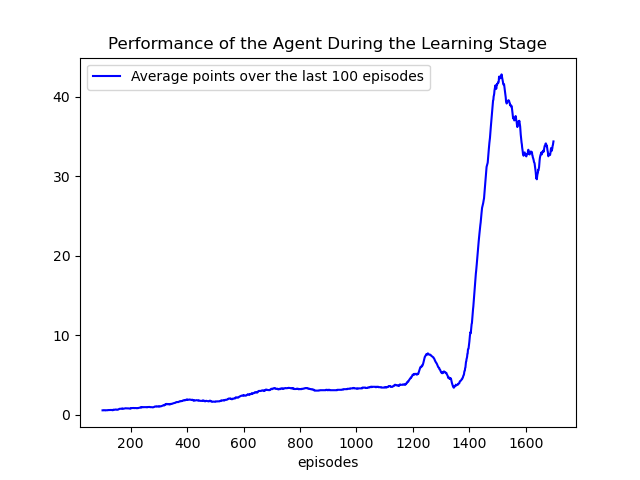 Performance of the Agent During the Learning Stage
Average points over the last 100 episodes
40
30
20
10
0
200 400 600 800 1000 1200 1400 1600
episodes